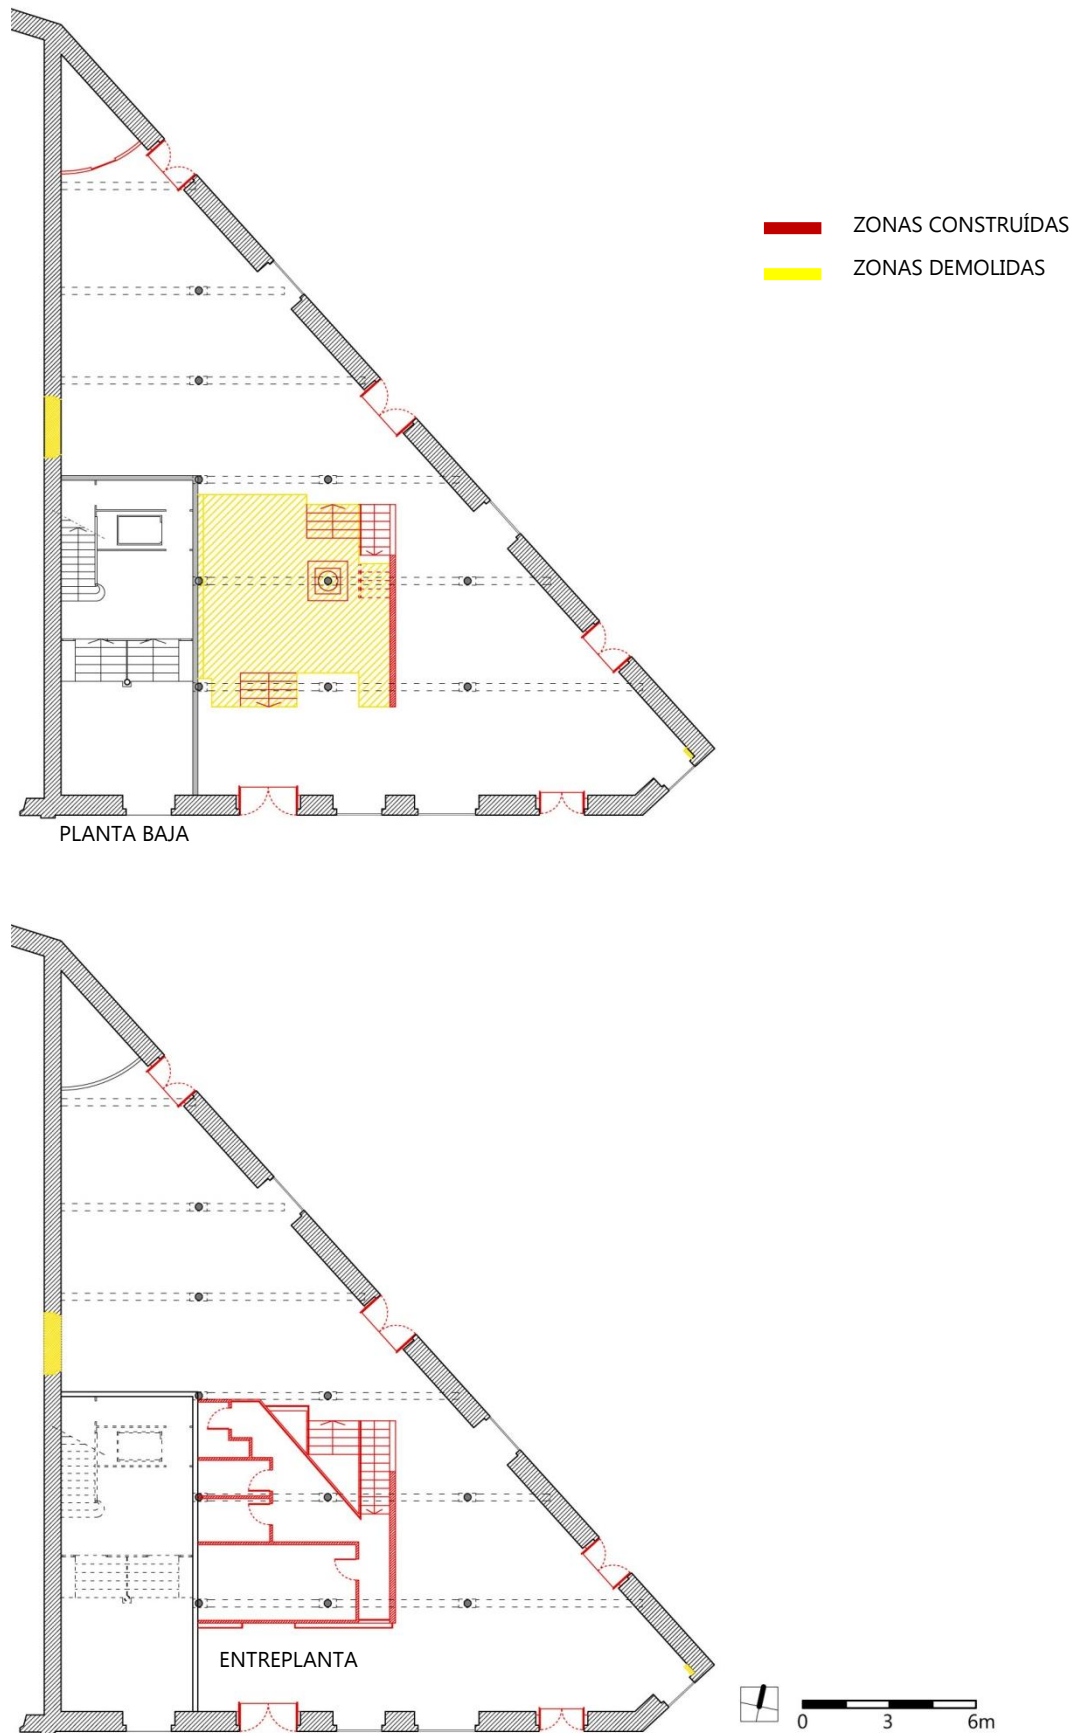 ZONAS CONSTRUÍDAS
ZONAS DEMOLIDAS
PLANTA BAJA
ENTREPLANTA
0 3 6m